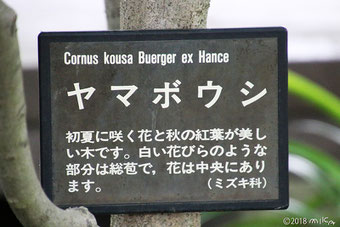 Cornus kousa Buerger ex Hance
ヤマボウシ
初夏に咲く花と秋の紅葉が美し
い木です。白い花びらのような
部分は総苞で，花は中央にあり
ます。
（ミズキ科）
©2018 milkm